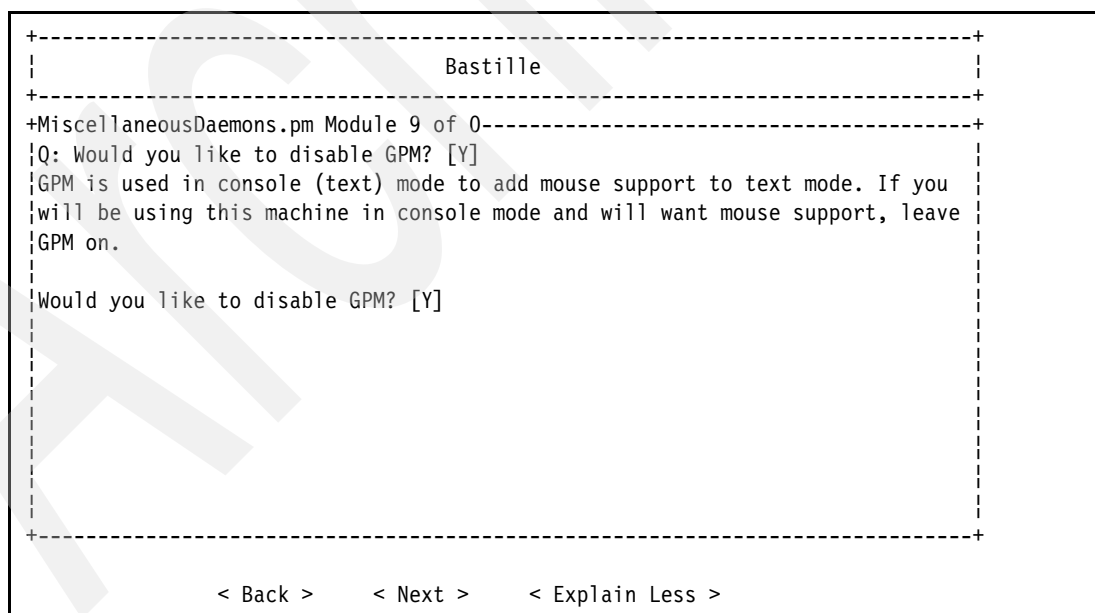 +------------------------------------------------------------------------------+
¦ Bastille ¦
+------------------------------------------------------------------------------+
+MiscellaneousDaemons.pm Module 9 of 0-----------------------------------------+
¦Q: Would you like to disable GPM? [Y] ¦
¦GPM is used in console (text) mode to add mouse support to text mode. If you ¦
¦will be using this machine in console mode and will want mouse support, leave ¦
¦GPM on. ¦
¦Would you like to disable GPM? [Y] ¦
+------------------------------------------------------------------------------+
< Back > < Next > < Explain Less >